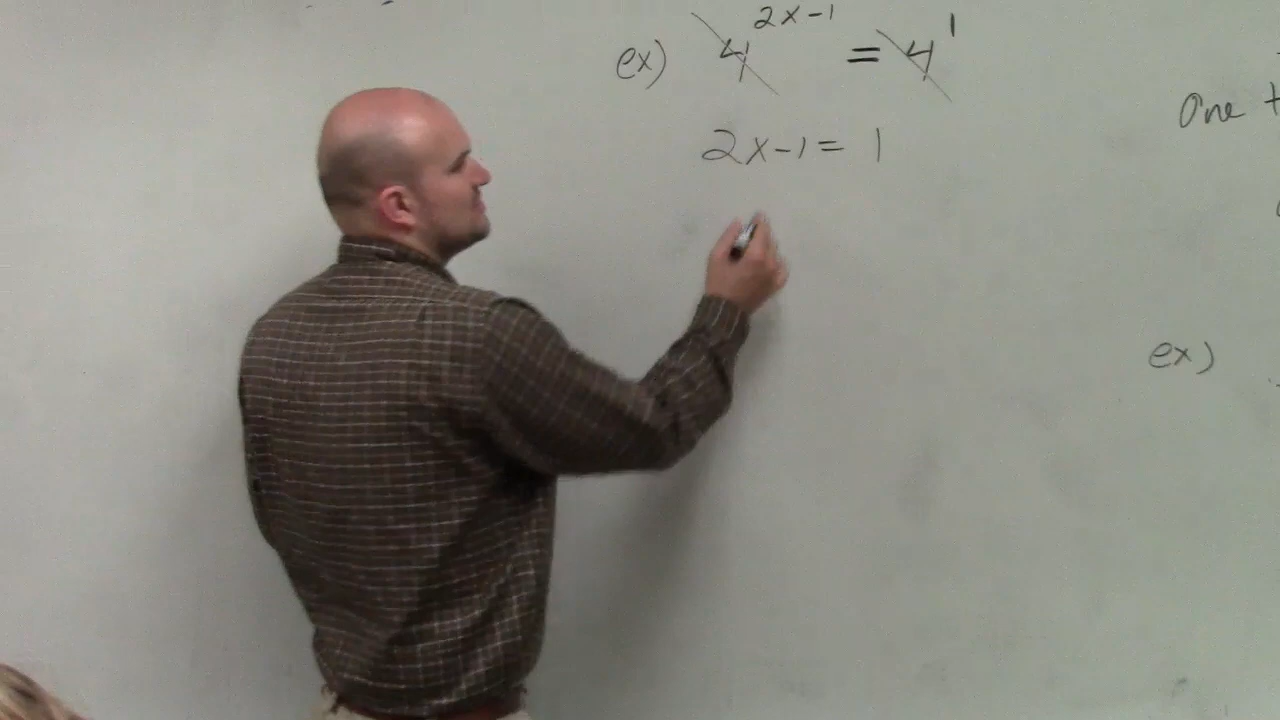 ex) 4^2x-1 = 4^1
2x-1 = 1
One
ex)